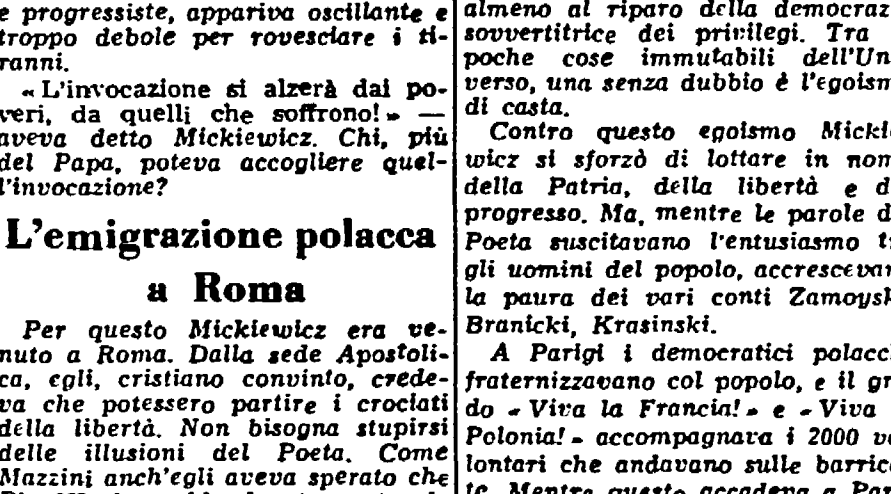 e progressiste, appariva oscillante e
troppo debole per rovesciare i ti-
ranni.
« L'invocazione si alzerà dai po-
veri, da quelli che soffrono! » —
aveva detto Mickiewicz. Chi, più
del Papa, poteva accogliere quel-
l'invocazione?
L'emigrazione polacca
a Roma
Per questo Mickiewicz era ve-
nuto a Roma. Dalla sede Apostoli-
ca, egli, cristiano convinto, crede-
va che potessero partire i crociati
della libertà. Non bisogna stupirsi
delle illusioni del Poeta. Come
Mazzini anch'egli aveva sperato che
almeno al riparo della democraz
sovvertitrice dei privilegi. Tra
poche cose immutabili dell'Un
verso, una senza dubbio è l'egoism
di casta.
Contro questo egoismo Micki
wicz si sforzò di lottare in nom
della Patria, della libertà e d
progresso. Ma, mentre le parole d
Poeta suscitavano l'entusiasmo t
gli uomini del popolo, accrescevan
la paura dei vari conti Zamoysk
Branicki, Krasinski.
A Parigi i democratici polacc
fraternizzavano col popolo, e il gr
do « Viva la Francia! » e « Viva
Polonia! » accompagnava i 2000 vo
lontari che andavano sulle barric
te. Mentre questo accadeva a Par